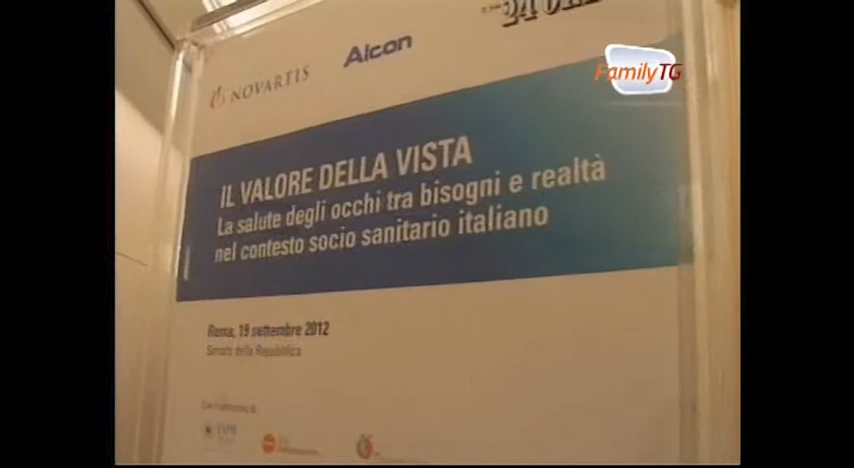 NOVARTIS
Alcon
24
FamilyTG
IL VALORE DELLA VISTA
La salute degli occhi tra bisogni e realtà
nel contesto socio sanitario italiano
Roma, 19 settembre 2012
Senato della Repubblica